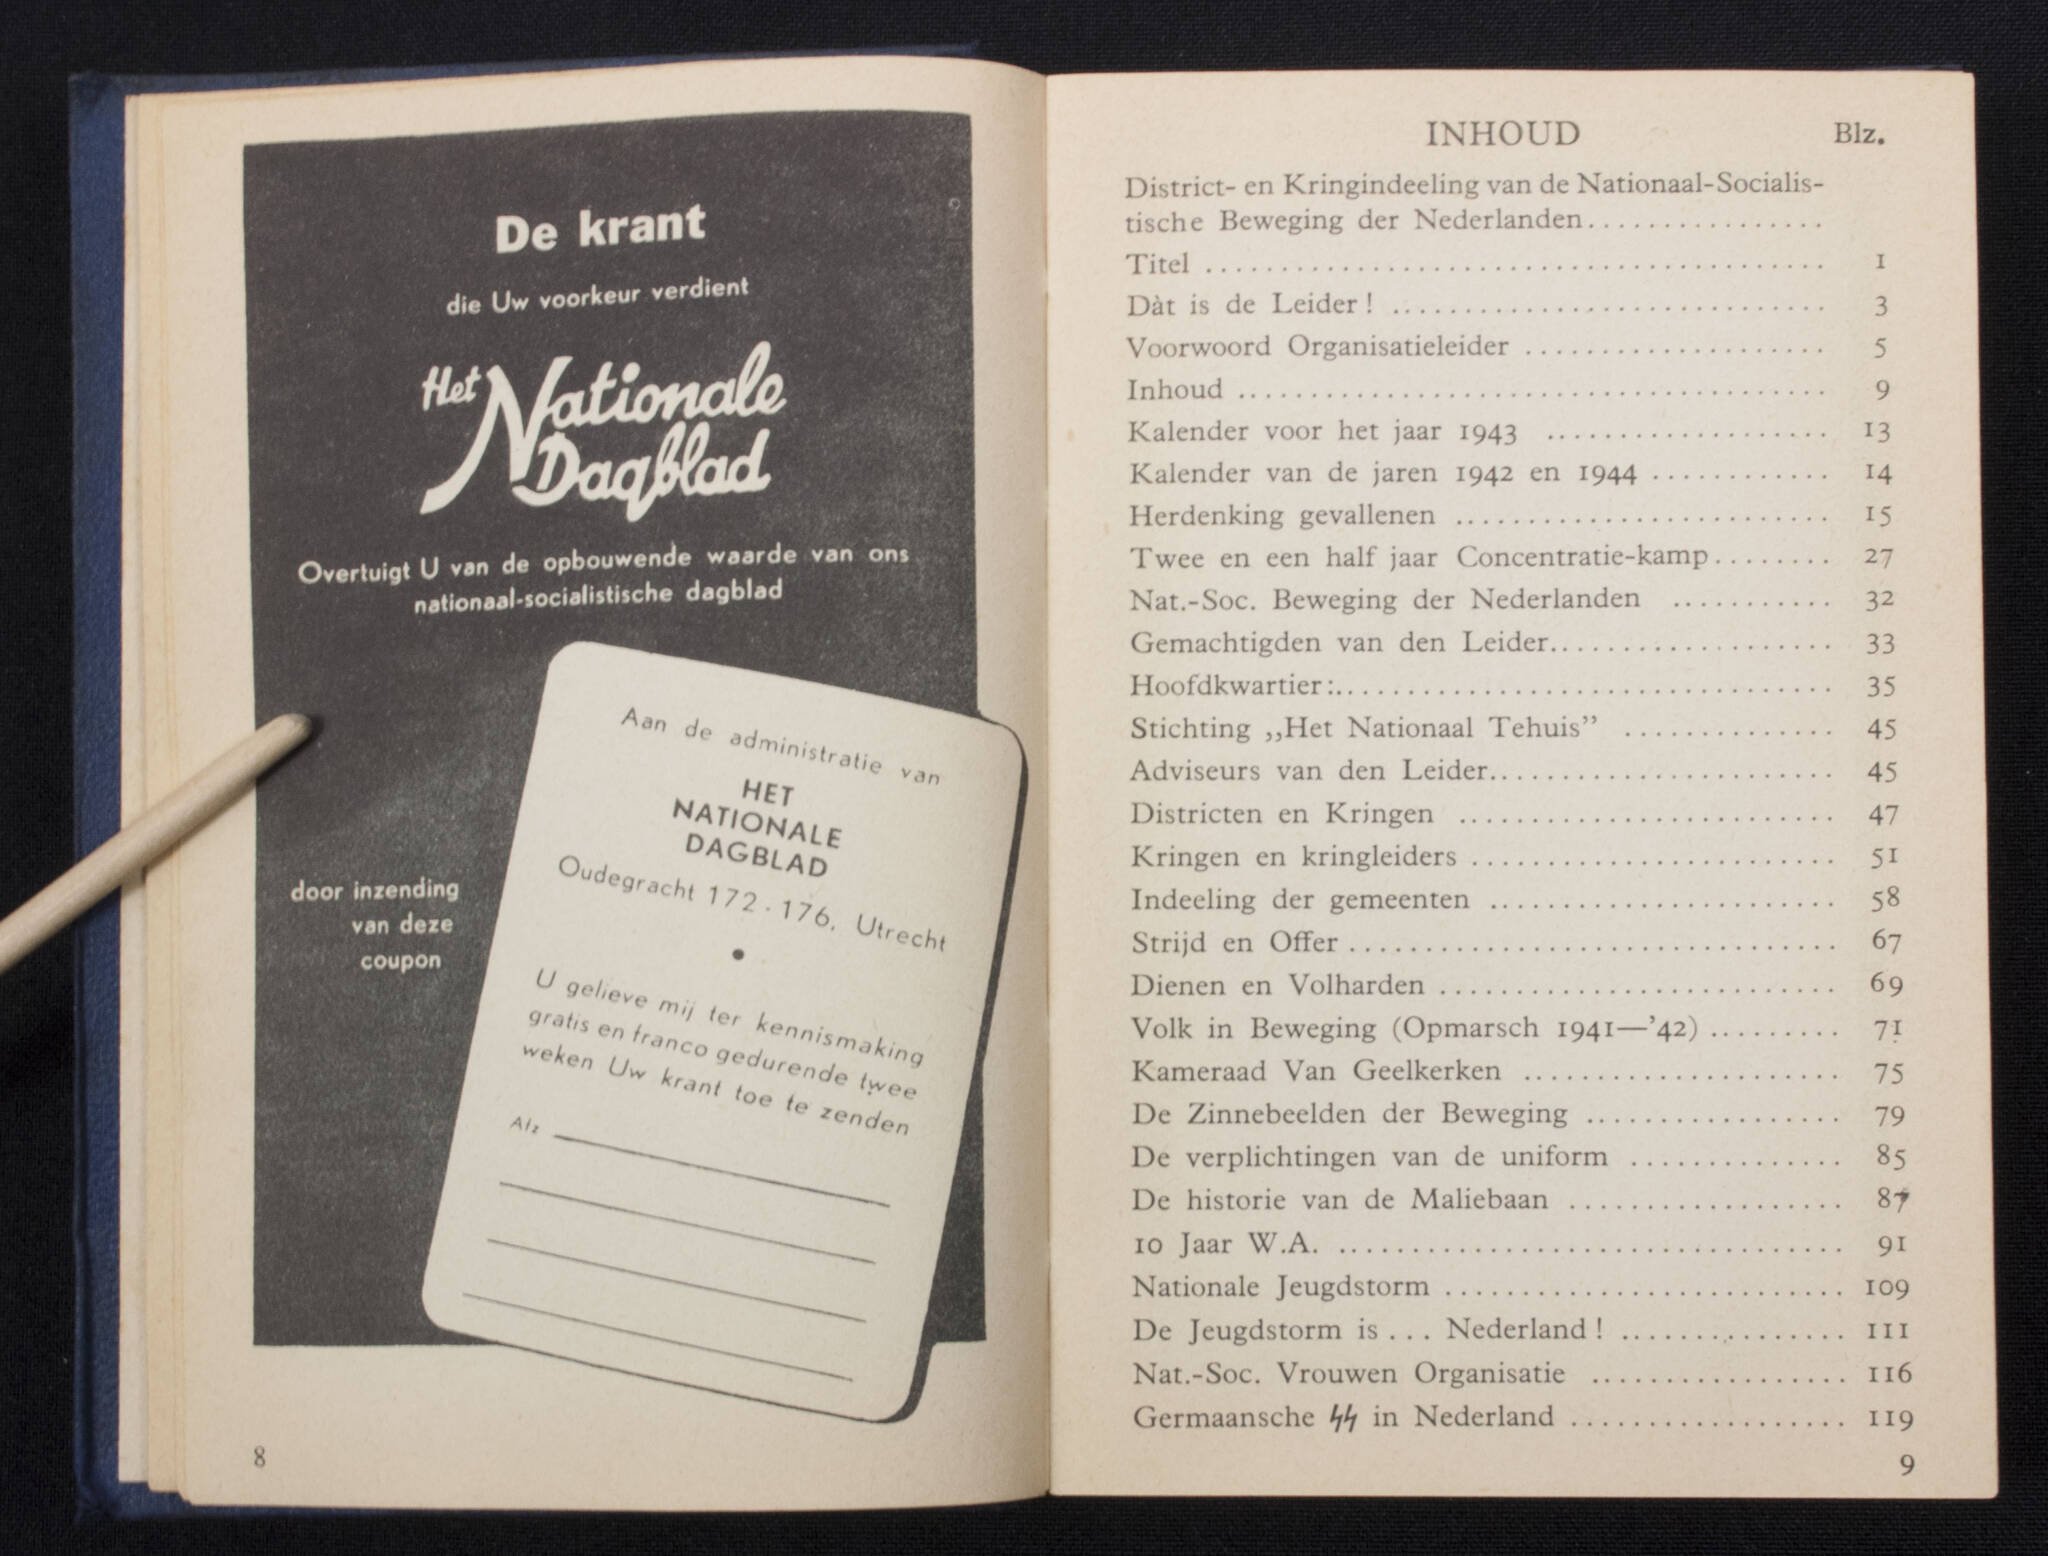 De krant
die Uw voorkeur verdient
Het Nationale
Dagblad
Overtuigt U van de opbouwende waarde van ons
nationaal-socialistische dagblad
door inzending
van deze
coupon
Aan de administratie van
HET
NATIONALE
DAGBLAD
Oudegracht 172-176, Utrecht
•
U gelieve mij ter kennismaking
gratis en franco gedurende twee
weken Uw krant toe te zenden
8
INHOUD Blz.
District- en Kringindeeling van de Nationaal-Socialis-
tische Beweging der Nederlanden................
Titel .......................................... 1
Dàt is de Leider! .............................. 3
Voorwoord Organisatieleider ..................... 5
Inhoud ........................................ 9
Kalender voor het jaar 1943 ................... 13
Kalender van de jaren 1942 en 1944 ............ 14
Herdenking gevallenen .......................... 15
Twee en een half jaar Concentratie-kamp........ 27
Nat.-Soc. Beweging der Nederlanden ........... 32
Gemachtigden van den Leider................... 33
Hoofdkwartier:.................................. 35
Stichting „Het Nationaal Tehuis” .............. 45
Adviseurs van den Leider........................ 45
Districten en Kringen .......................... 47
Kringen en kringleiders ......................... 51
Indeeling der gemeenten ........................ 58
Strijd en Offer ................................. 67
Dienen en Volharden ........................... 69
Volk in Beweging (Opmarsch 1941—’42) ......... 71
Kameraad Van Geelkerken ...................... 75
De Zinnebeelden der Beweging ................. 79
De verplichtingen van de uniform ............... 85
De historie van de Maliebaan ................... 87
10 Jaar W.A. ................................... 91
Nationale Jeugdstorm ........................... 109
De Jeugdstorm is... Nederland! ................ 111
Nat.-Soc. Vrouwen Organisatie .................. 116
Germaansche ᛋᛋ in Nederland ................... 119
9